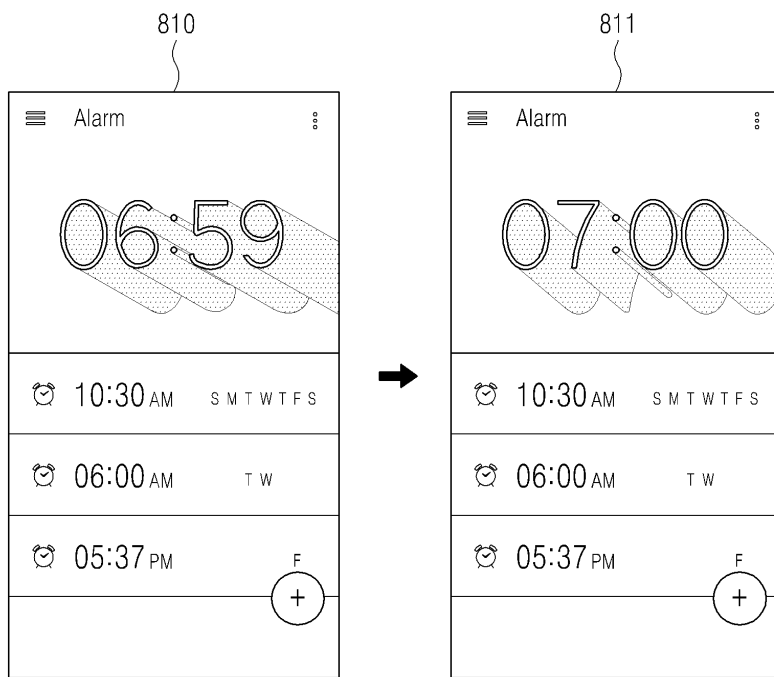 810
Alarm
06:59
10:30 AM S M T W T F S
06:00 AM T W
05:37 PM F
+
811
Alarm
07:00
10:30 AM S M T W T F S
06:00 AM T W
05:37 PM F
+